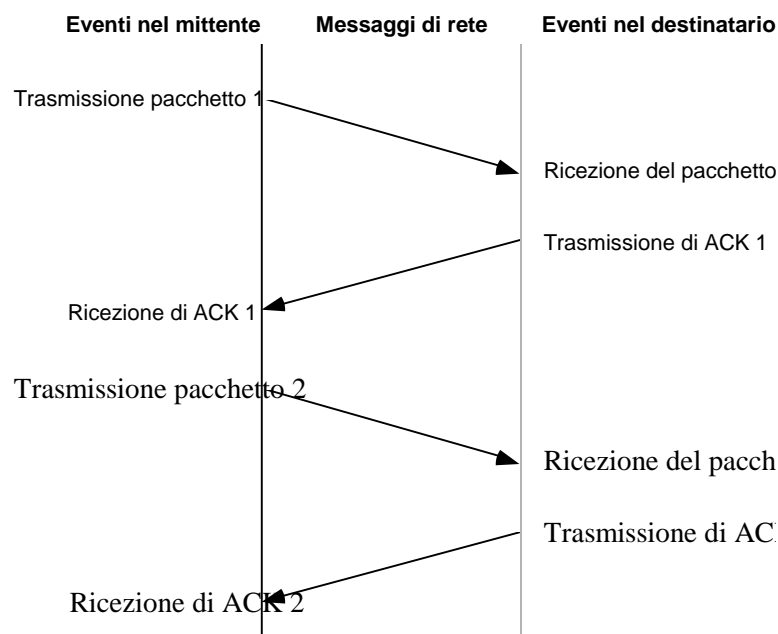 Eventi nel mittente Messaggi di rete Eventi nel destinatario
Trasmissione pacchetto 1
Ricezione del pacchetto
Trasmissione di ACK 1
Ricezione di ACK 1
Trasmissione pacchetto 2
Ricezione del pacch
Trasmissione di ACK
Ricezione di ACK 2